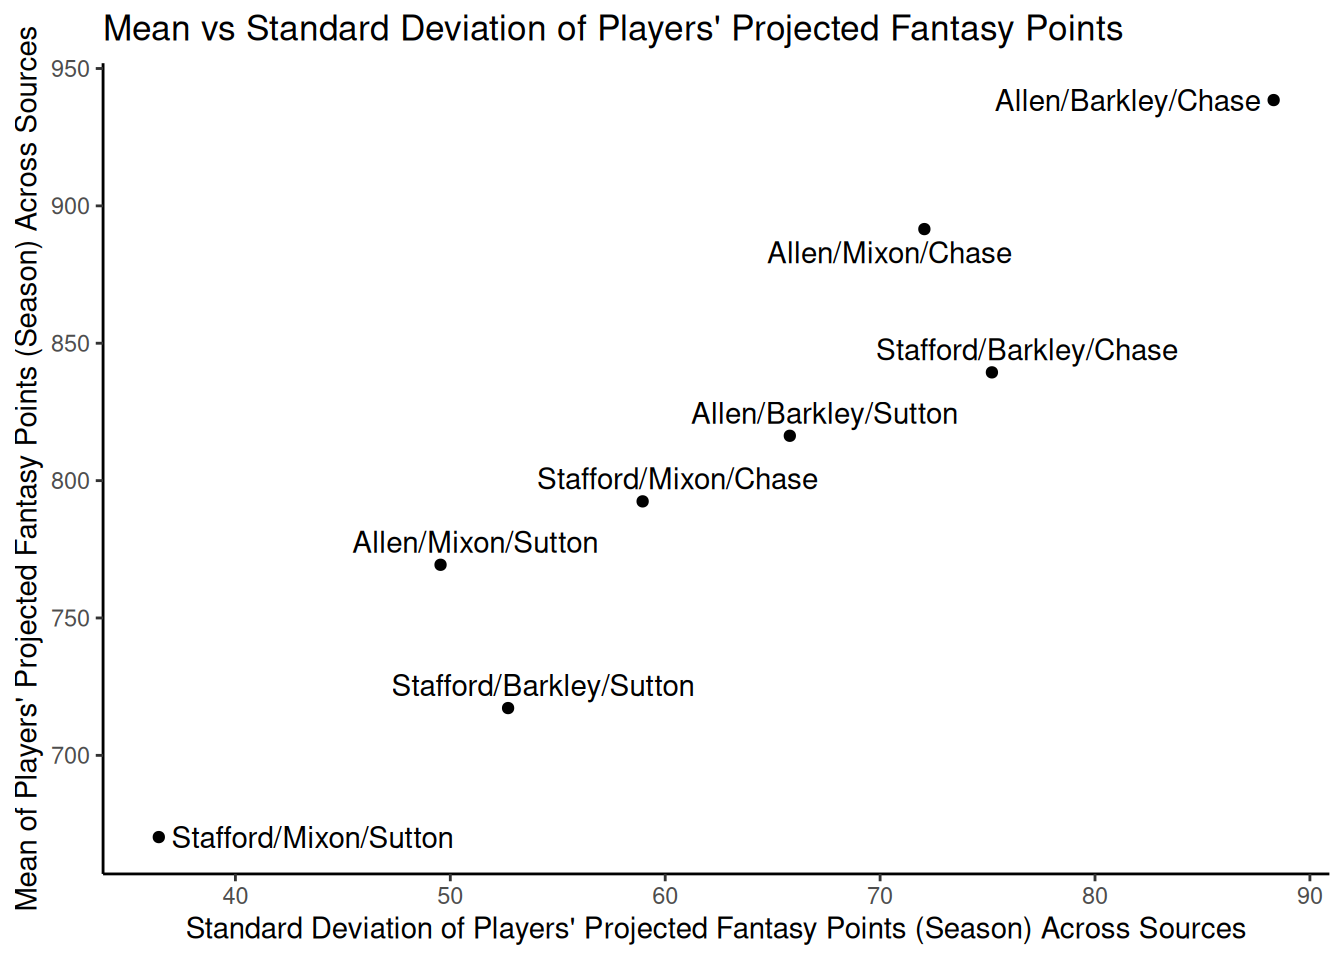 Mean vs Standard Deviation of Players' Projected Fantasy Points
Mean of Players' Projected Fantasy Points (Season) Across Sources
950
900
850
800
750
700
Allen/Barkley/Chase
Allen/Mixon/Chase
Stafford/Barkley/Chase
Allen/Barkley/Sutton
Stafford/Mixon/Chase
Allen/Mixon/Sutton
Stafford/Barkley/Sutton
Stafford/Mixon/Sutton
40 50 60 70 80 90
Standard Deviation of Players' Projected Fantasy Points (Season) Across Sources